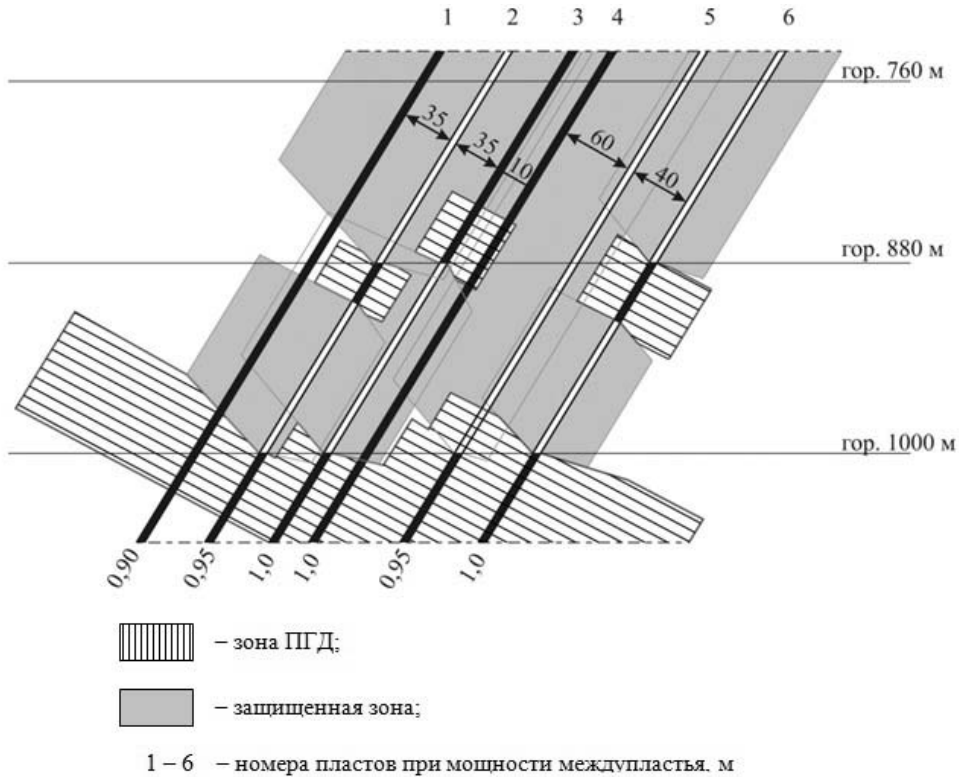 1 2 3 4 5 6
гор. 760 м
35 35 10 60 40
гор. 880 м
гор. 1000 м
0,90 0,95 1,0 1,0 0,95 1,0
– зона ПГД;
– защищенная зона;
1 – 6 – номера пластов при мощности междупластья, м